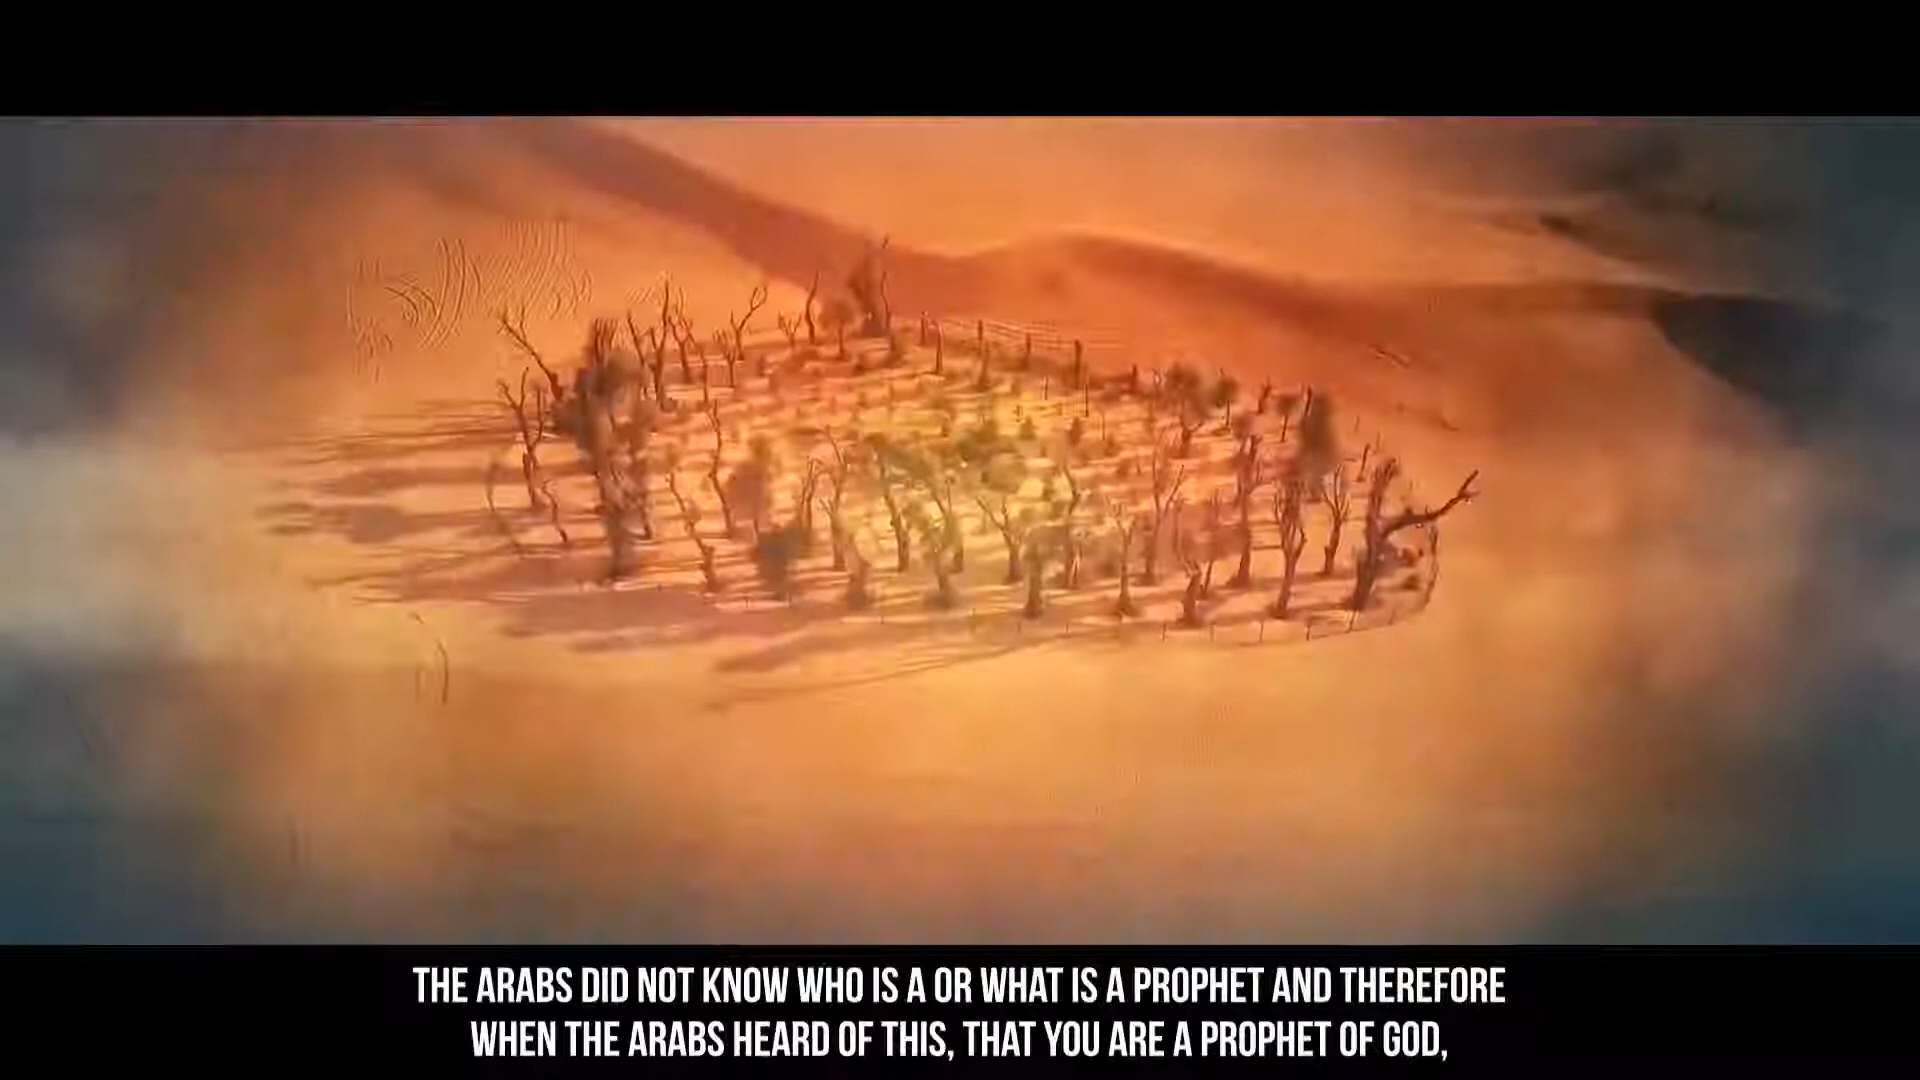 THE ARABS DID NOT KNOW WHO IS A OR WHAT IS A PROPHET AND THEREFORE
WHEN THE ARABS HEARD OF THIS, THAT YOU ARE A PROPHET OF GOD,